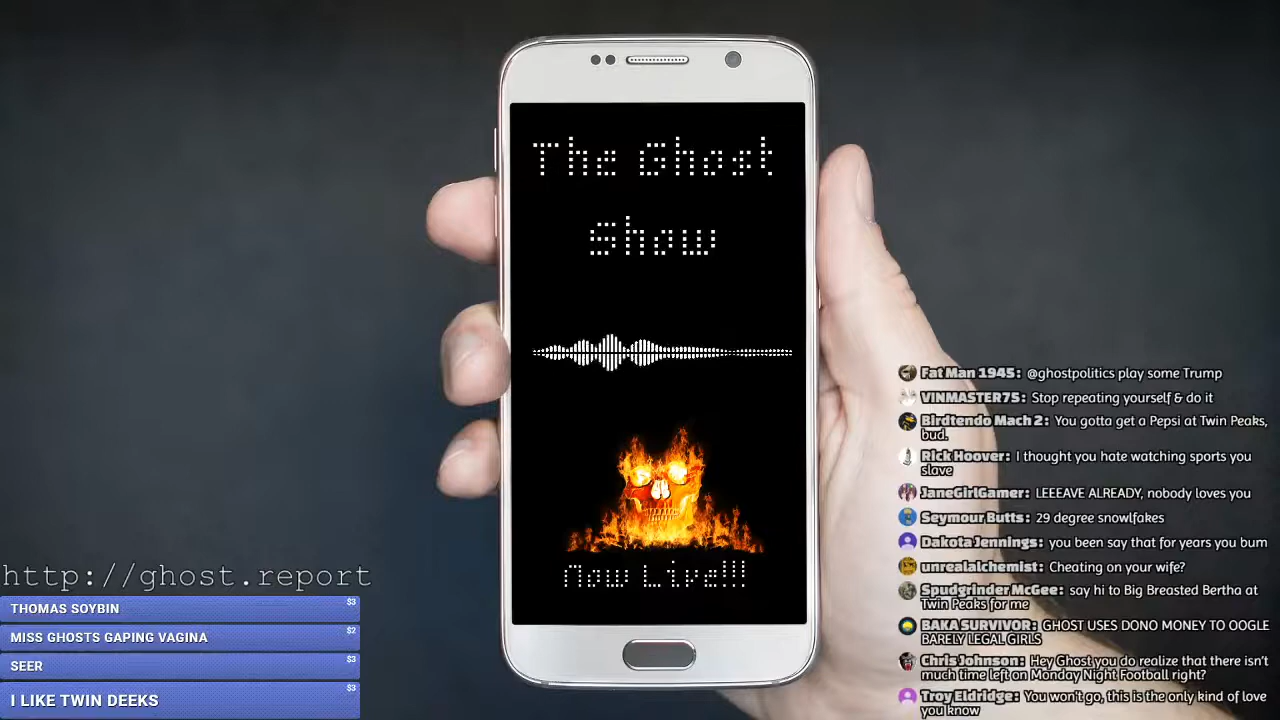 The Ghost
Show
Now Live!!!
http://ghost.report
THOMAS SOYBIN $3
MISS GHOSTS GAPING VAGINA $2
SEER $3
I LIKE TWIN DEEKS $3
Fat Man 1945: @ghostpolitics play some Trump
VINMASTER75: Stop repeating yourself & do it
Birdtendo Mach 2: You gotta get a Pepsi at Twin Peaks,
bud.
Rick Hoover: I thought you hate watching sports you
slave
JaneGirlGamer: LEEEAVE ALREADY, nobody loves you
Seymour Butts: 29 degree snowlfakes
Dakota Jennings: you been say that for years you bum
unrealalchemist: Cheating on your wife?
Spudgrinder McGee: say hi to Big Breasted Bertha at
Twin Peaks for me
BAKA SURVIVOR: GHOST USES DONO MONEY TO OOGLE
BARELY LEGAL GIRLS
Chris Johnson: Hey Ghost you do realize that there isn't
much time left on Monday Night Football right?
Troy Eldridge: You won't go, this is the only kind of love
you know